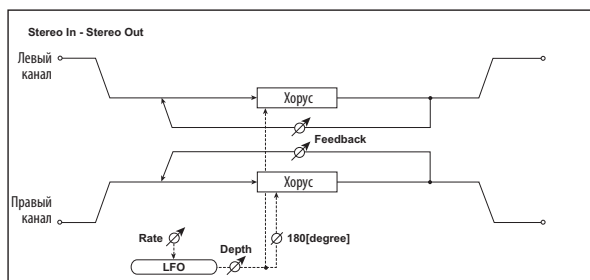 Stereo In - Stereo Out
Левый
канал
Хорус
Feedback
Хорус
Правый
канал
Rate
Depth
180[degree]
LFO